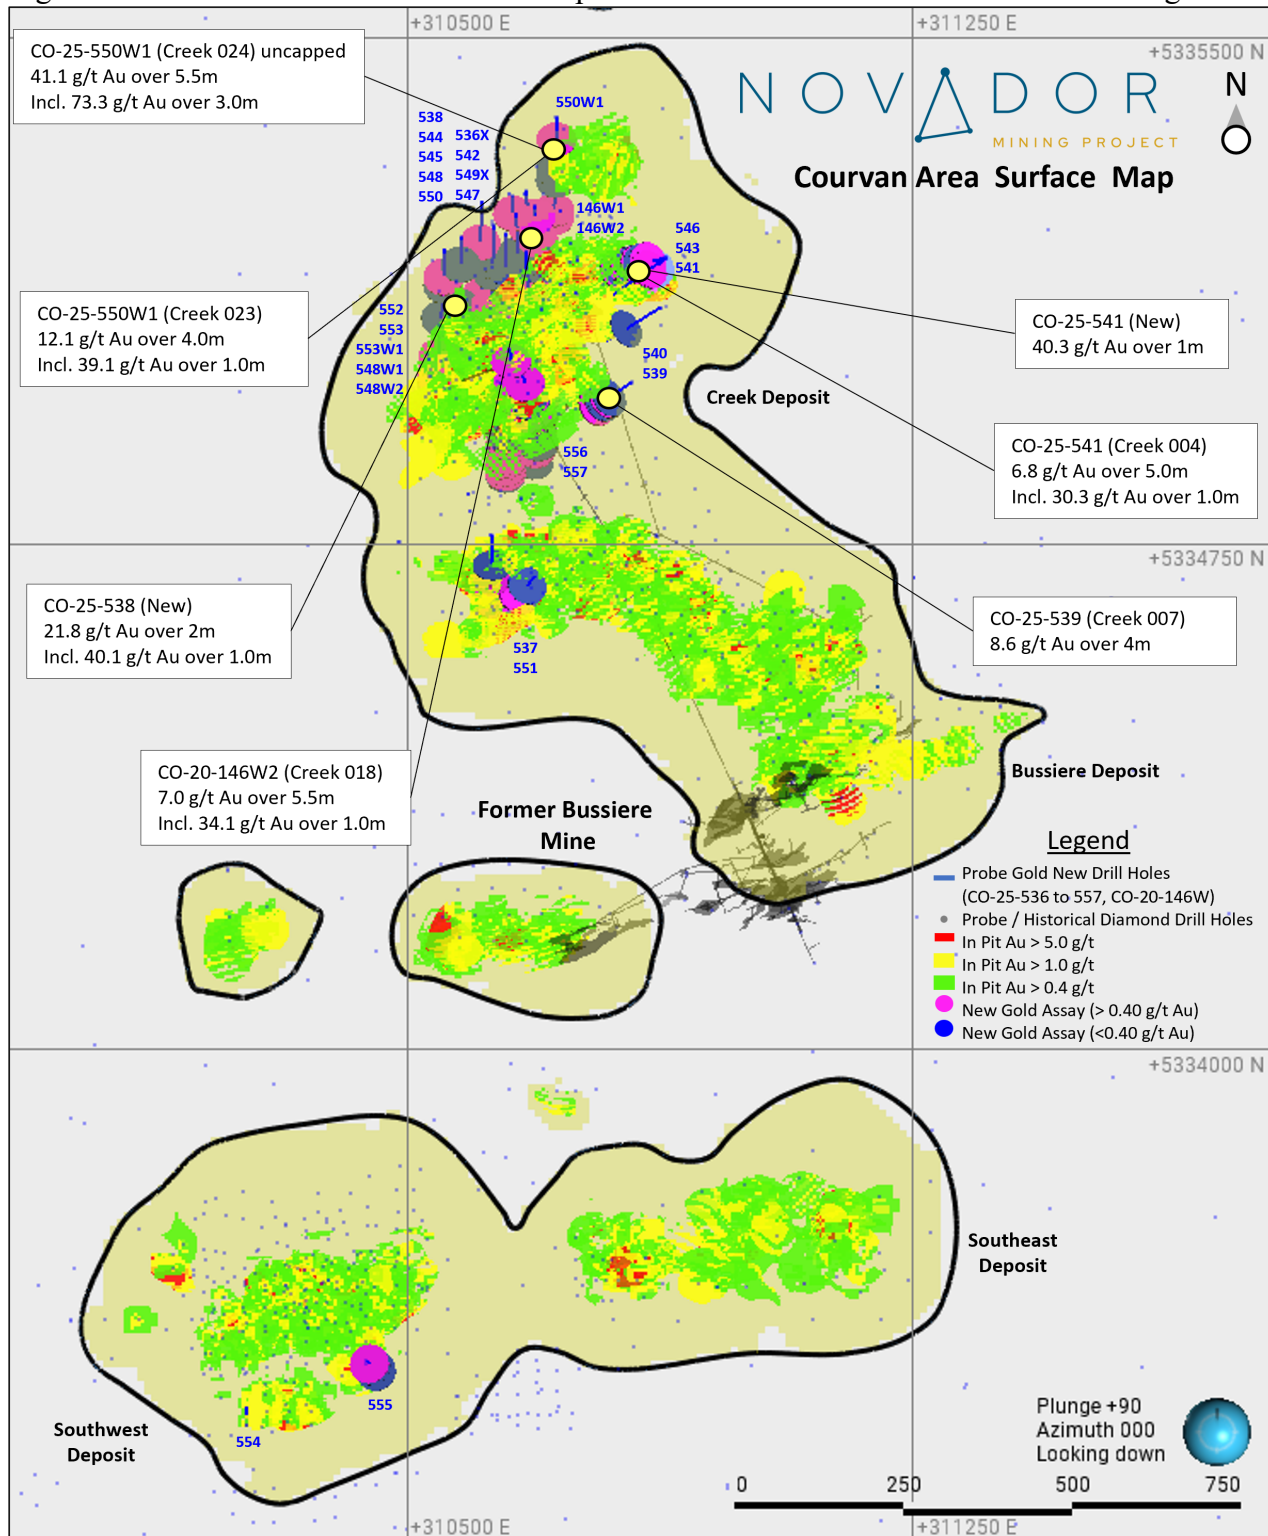 +310500 E
+311250 E
+5335500 N
CO-25-550W1 (Creek 024) uncapped
41.1 g/t Au over 5.5m
Incl. 73.3 g/t Au over 3.0m
NOVADOR
MINING PROJECT
N
Courvan Area Surface Map
550W1
538
544
545
548
550
536X
542
549X
547
146W1
146W2
546
543
541
CO-25-550W1 (Creek 023)
12.1 g/t Au over 4.0m
Incl. 39.1 g/t Au over 1.0m
552
553
553W1
548W1
548W2
540
539
CO-25-541 (New)
40.3 g/t Au over 1m
Creek Deposit
CO-25-541 (Creek 004)
6.8 g/t Au over 5.0m
Incl. 30.3 g/t Au over 1.0m
556
557
+5334750 N
CO-25-538 (New)
21.8 g/t Au over 2m
Incl. 40.1 g/t Au over 1.0m
537
551
CO-25-539 (Creek 007)
8.6 g/t Au over 4m
CO-20-146W2 (Creek 018)
7.0 g/t Au over 5.5m
Incl. 34.1 g/t Au over 1.0m
Bussiere Deposit
Former Bussiere
Mine
Legend
Probe Gold New Drill Holes
(CO-25-536 to 557, CO-20-146W)
Probe / Historical Diamond Drill Holes
In Pit Au > 5.0 g/t
In Pit Au > 1.0 g/t
In Pit Au > 0.4 g/t
New Gold Assay (> 0.40 g/t Au)
New Gold Assay (<0.40 g/t Au)
+5334000 N
Southeast
Deposit
555
554
Southwest
Deposit
Plunge +90
Azimuth 000
Looking down
0 250 500 750
+310500 E
+311250 E